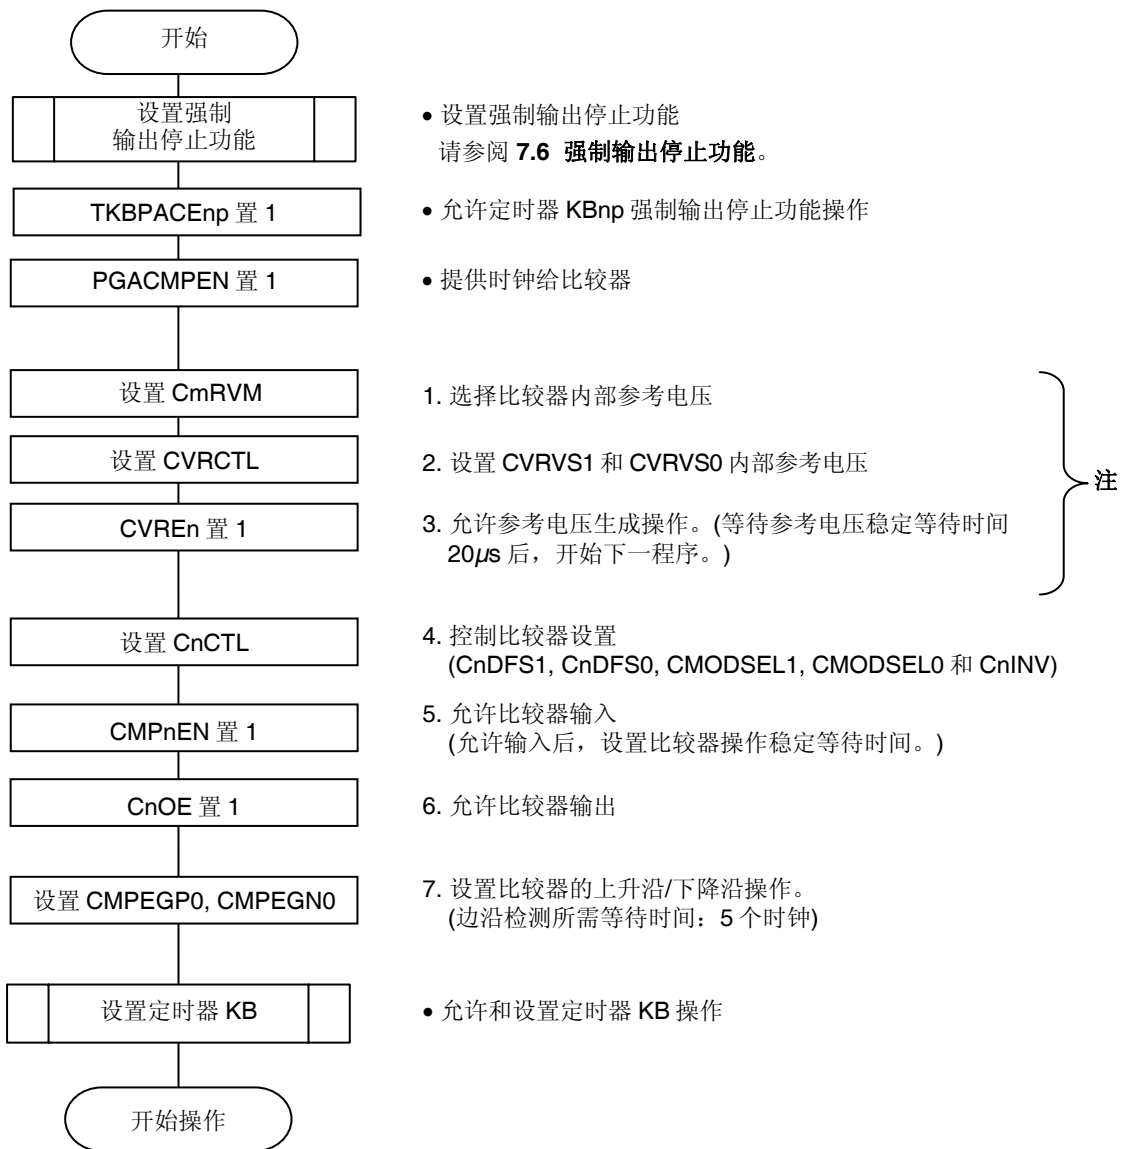 开始
设置强制
输出停止功能
• 设置强制输出停止功能
请参阅 7.6 强制输出停止功能。
TKBPACEnp 置 1
• 允许定时器 KBnp 强制输出停止功能操作
PGACMPEN 置 1
• 提供时钟给比较器
设置 CmRVM
1. 选择比较器内部参考电压
设置 CVRCTL
2. 设置 CVRVS1 和 CVRVS0 内部参考电压
注
CVREn 置 1
3. 允许参考电压生成操作。(等待参考电压稳定等待时间
20μs 后，开始下一程序。)
设置 CnCTL
4. 控制比较器设置
(CnDFS1, CnDFS0, CMODSEL1, CMODSEL0 和 CnINV)
CMPnEN 置 1
5. 允许比较器输入
(允许输入后，设置比较器操作稳定等待时间。)
CnOE 置 1
6. 允许比较器输出
设置 CMPEGP0, CMPEGN0
7. 设置比较器的上升沿/下降沿操作。
(边沿检测所需等待时间：5 个时钟)
设置定时器 KB
• 允许和设置定时器 KB 操作
开始操作